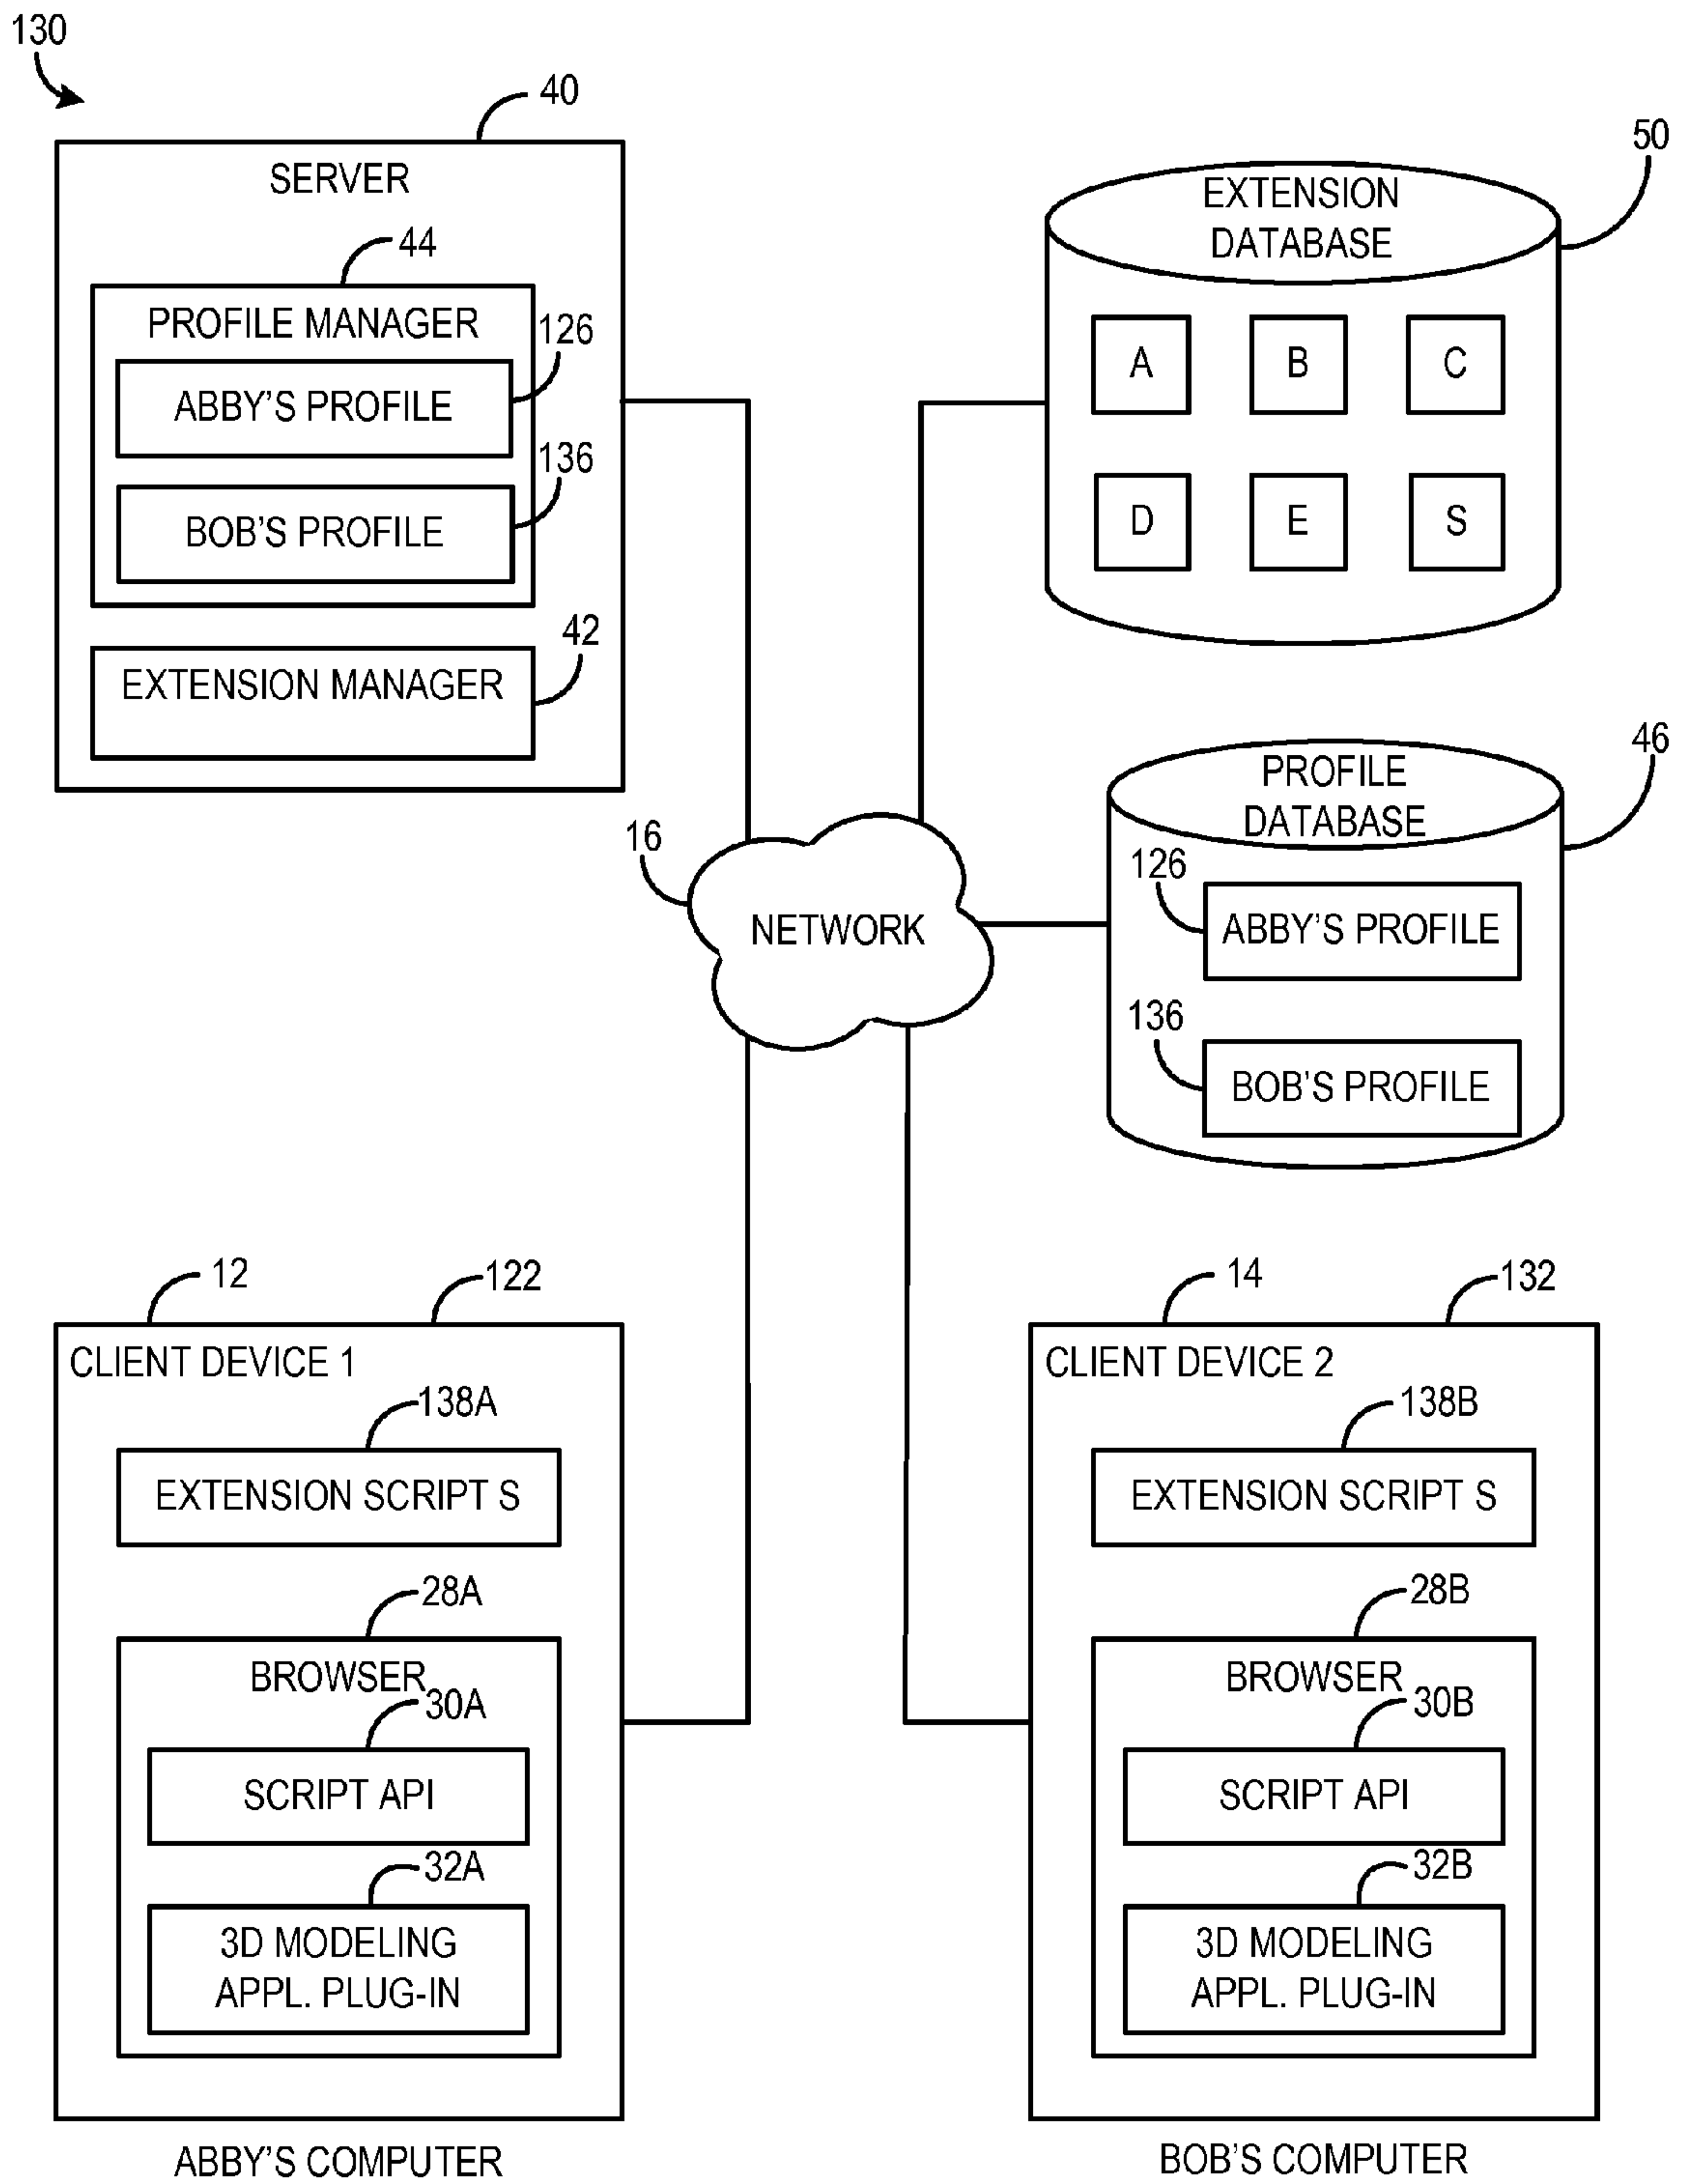 130
40
SERVER
44
PROFILE MANAGER
126
ABBY'S PROFILE
136
BOB'S PROFILE
42
EXTENSION MANAGER
50
EXTENSION
DATABASE
A B C
D E S
46
PROFILE
DATABASE
126
ABBY'S PROFILE
136
BOB'S PROFILE
16
NETWORK
12
122
CLIENT DEVICE 1
138A
EXTENSION SCRIPT S
28A
BROWSER
30A
SCRIPT API
32A
3D MODELING
APPL. PLUG-IN
ABBY'S COMPUTER
14
132
CLIENT DEVICE 2
138B
EXTENSION SCRIPT S
28B
BROWSER
30B
SCRIPT API
32B
3D MODELING
APPL. PLUG-IN
BOB'S COMPUTER